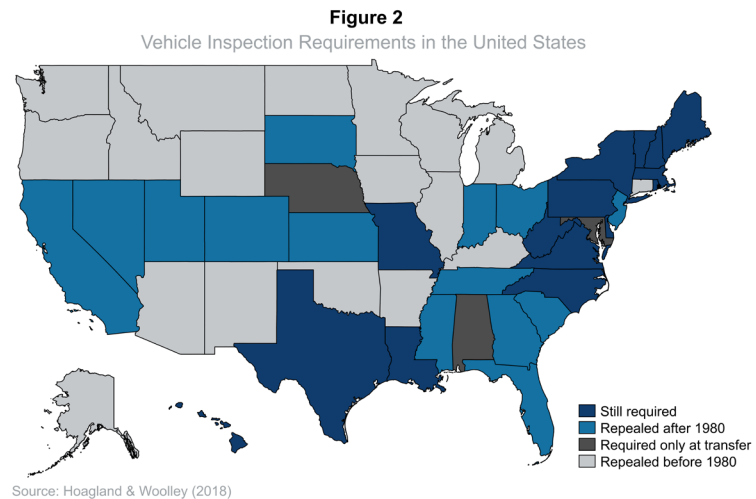 Figure 2
Vehicle Inspection Requirements in the United States
Still required
Repealed after 1980
Required only at transfer
Repealed before 1980
Source: Hoagland & Woolley (2018)